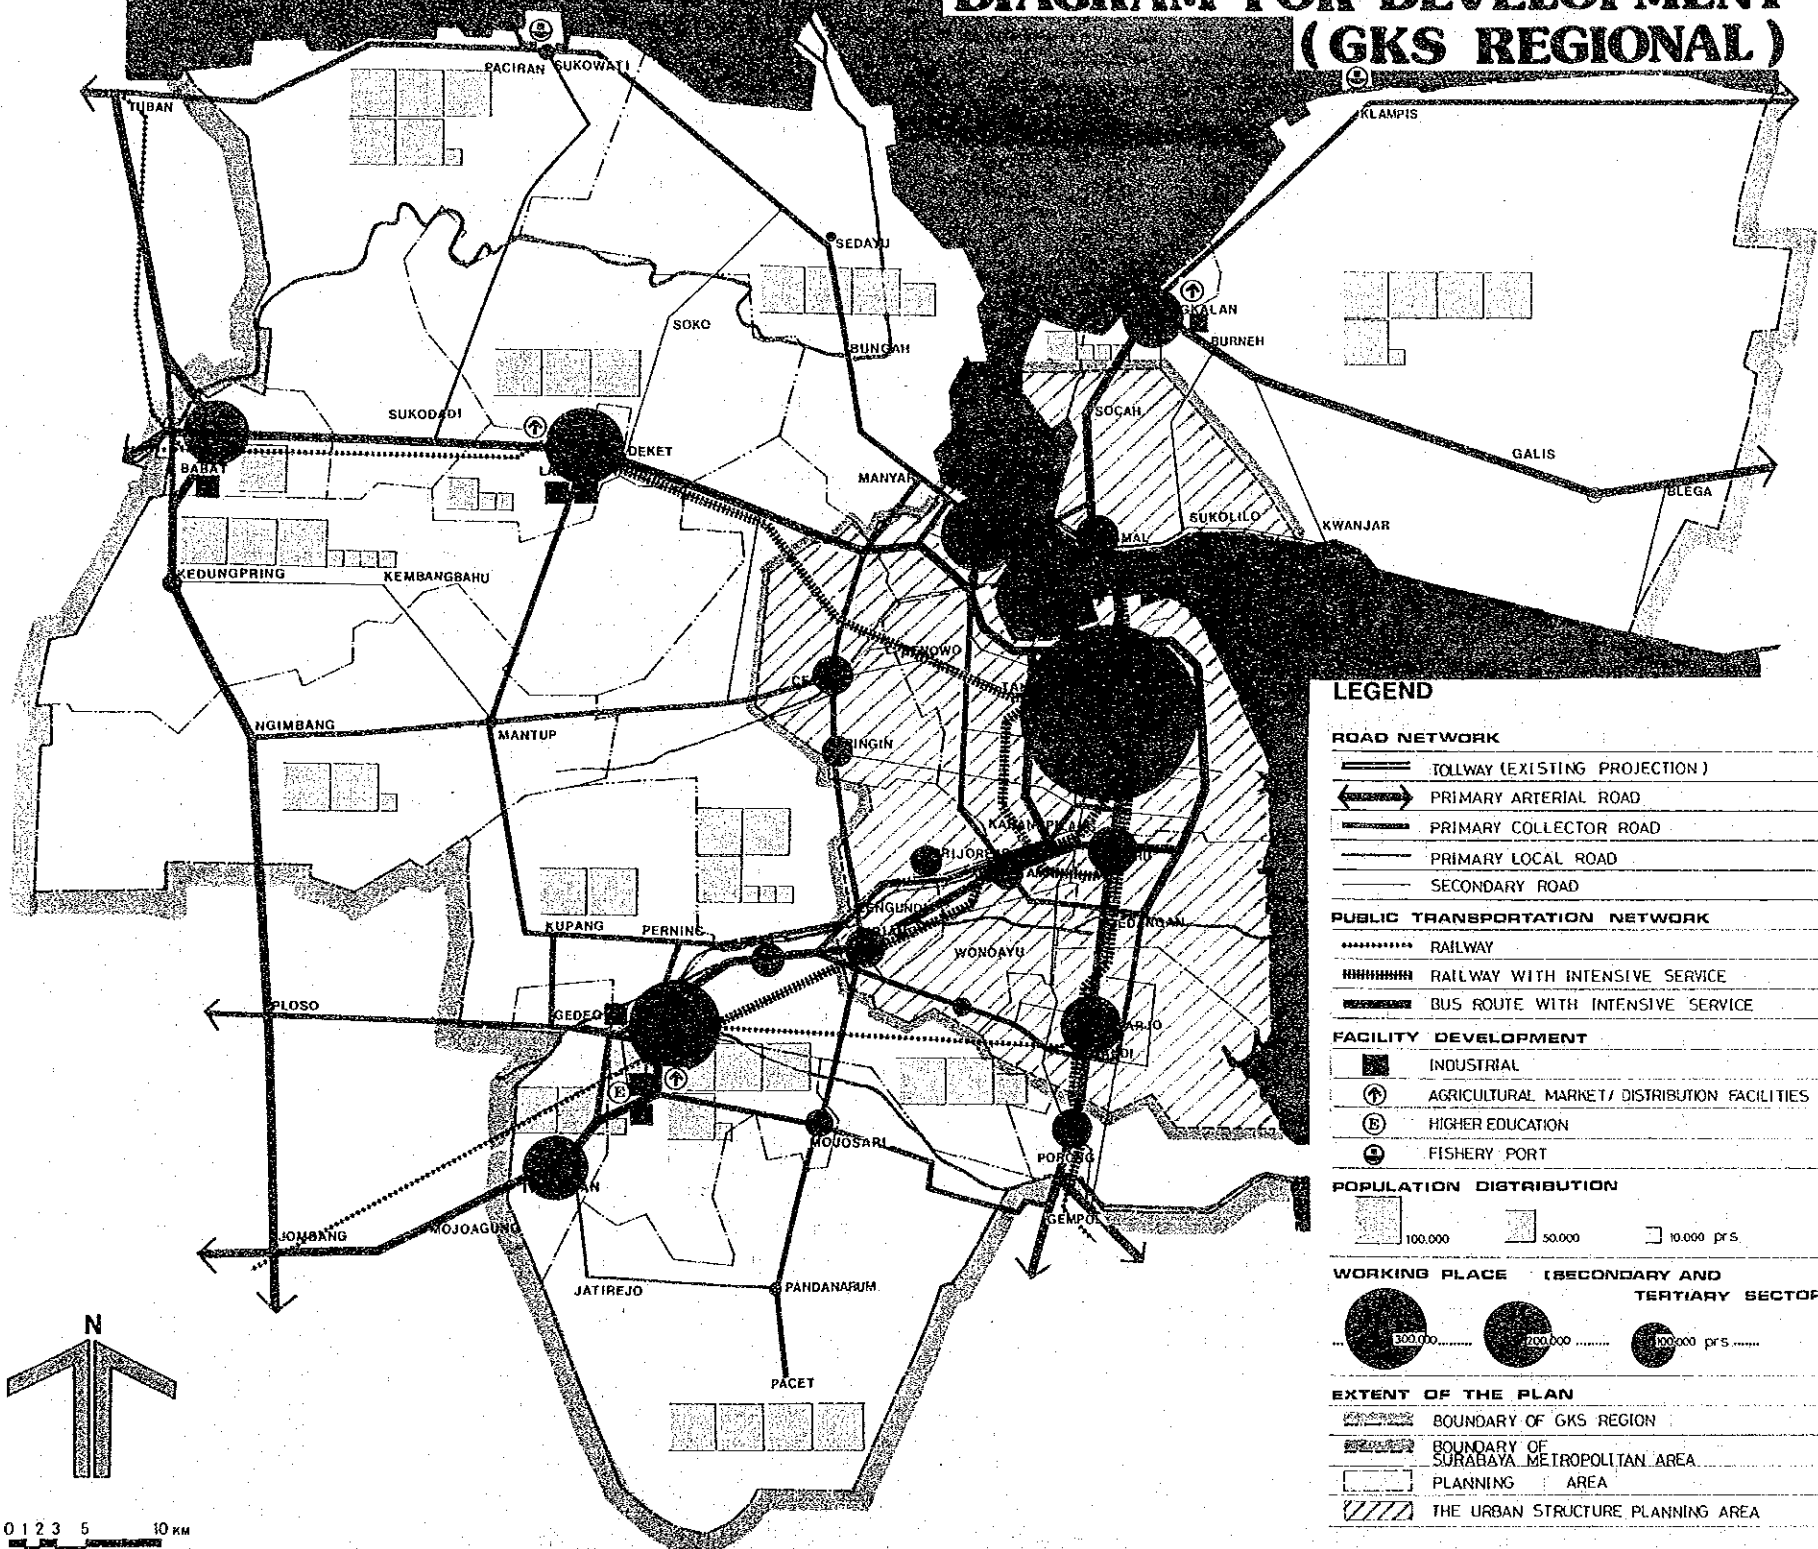 DIAGRAM FOR DEVELOPMENT
(GKS REGIONAL)
PACIRAN
SUKOWATI
TUBAN
KLAMPIS
SEDAYU
SOKO
BUNGAH
BURNEH
SUKODADI
SOCAH
DEKET
GALIS
BABAT
MANYAR
BLEGA
SUKOLILO
KWANJAR
KEDUNGPRING
KEMBANGBAHU
NGIMBANG
MANTUP
KUPANG
PERNING
WONOAYU
PLOSO
GEDEG
MOJOSARI
PORONG
GEMPOL
JOMBANG
MOJOAGUNG
JATIREJO
PANDANARUM
PACET
N
0 1 2 3 5 10 KM
LEGEND
ROAD NETWORK
TOLLWAY (EXISTING PROJECTION)
PRIMARY ARTERIAL ROAD
PRIMARY COLLECTOR ROAD
PRIMARY LOCAL ROAD
SECONDARY ROAD
PUBLIC TRANSPORTATION NETWORK
RAILWAY
RAILWAY WITH INTENSIVE SERVICE
BUS ROUTE WITH INTENSIVE SERVICE
FACILITY DEVELOPMENT
INDUSTRIAL
AGRICULTURAL MARKET/ DISTRIBUTION FACILITIES
E HIGHER EDUCATION
FISHERY PORT
POPULATION DISTRIBUTION
100.000 50.000 10.000 prs
WORKING PLACE (SECONDARY AND
TERTIARY SECTOR
300.000 200.000 100.000 prs
EXTENT OF THE PLAN
BOUNDARY OF GKS REGION
BOUNDARY OF
SURABAYA METROPOLITAN AREA
PLANNING AREA
THE URBAN STRUCTURE PLANNING AREA